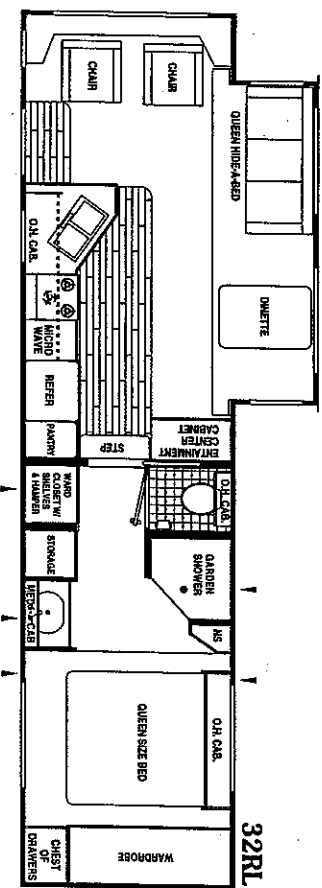 32RL
QUEEN HIDE-A-BED
DINETTE
CHAIR
CHAIR
ENTAINMENT
CENTER
CABINET
O.H. CAB.
GARDEN
SHOWER
NS
O.H. CAB.
QUEEN SIZE BED
WARDROBE
CHEST
OF
DRAWERS
O.H. CAB.
MICRO
WAVE
REFER
PANTRY
STEP
WARD
CLOSET W/
SHELVES
& HAMPER
STORAGE